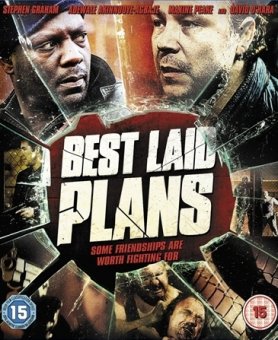 STEPHEN GRAHAM ADEWALE AKINNUOYE-AGBAJE MAXINE PEAKE AND DAVID O'HARA
BEST LAID
PLANS
SOME FRIENDSHIPS ARE
WORTH FIGHTING FOR
15 15